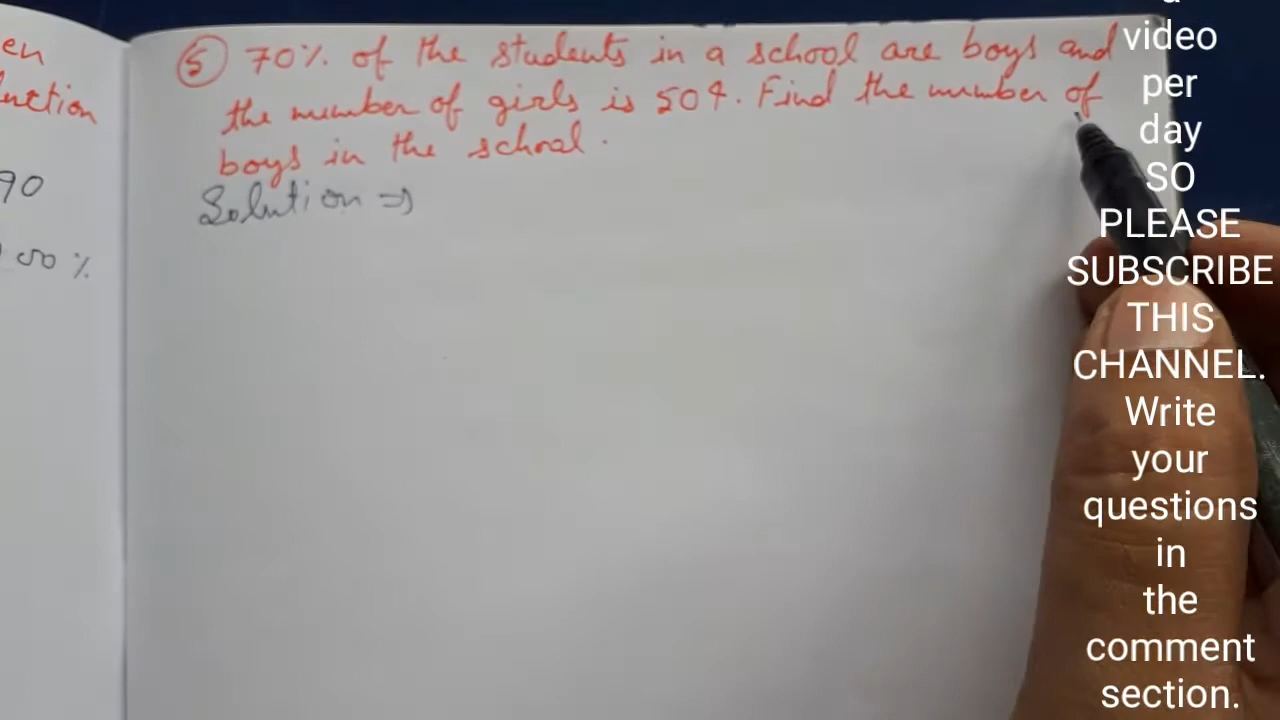 en
uction
90
00 %
⑤ 70% of the students in a school are boys and
the number of girls is 504. Find the number of
boys in the school.
Solution ⇒
video
per
day
SO
PLEASE
SUBSCRIBE
THIS
CHANNEL.
Write
your
questions
in
the
comment
section.